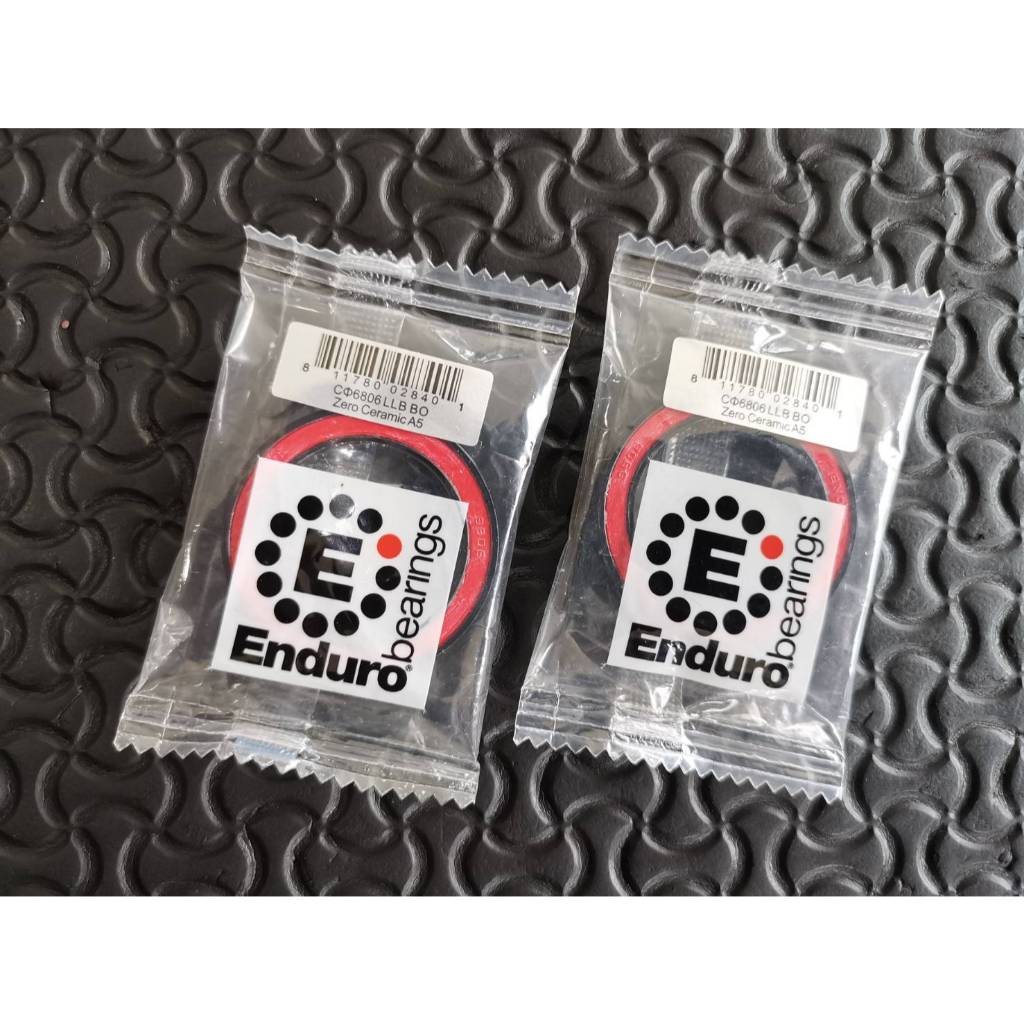 8 11780 02840 1
CΦ6806 LLB BO
Zero Ceramic A5
E
Enduro® bearings
8 11780 02840 1
CΦ6806 LLB BO
Zero Ceramic A5
E
Enduro® bearings